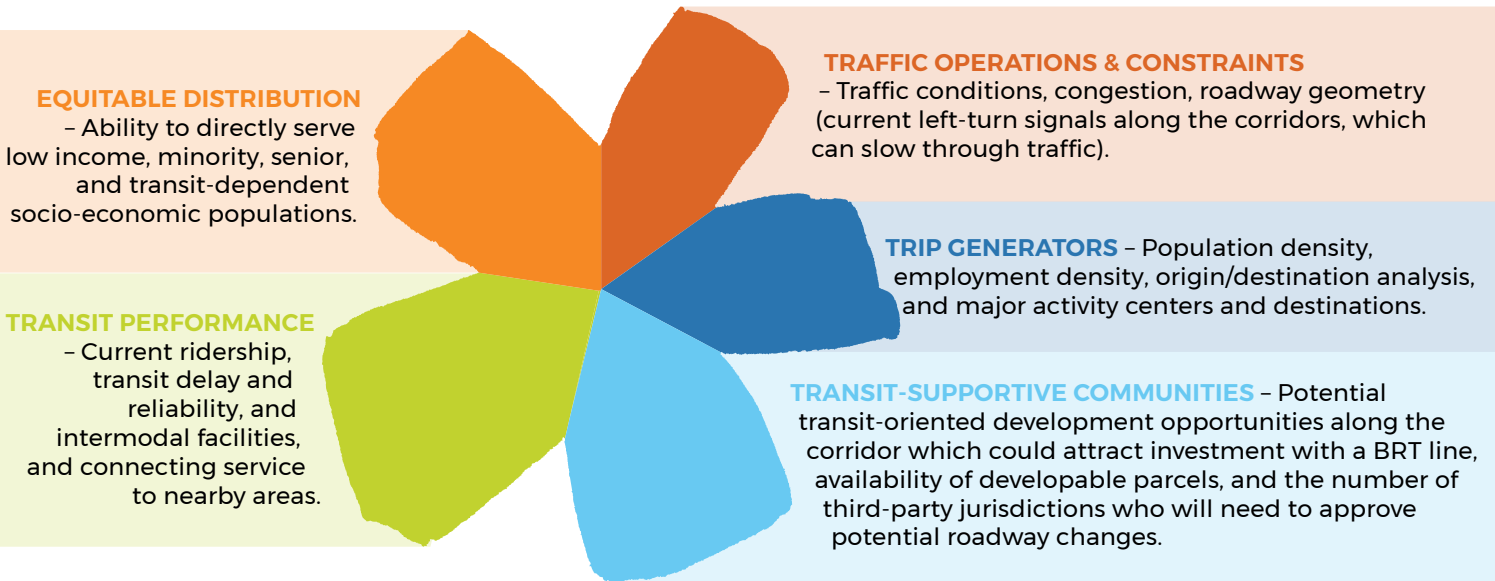 EQUITABLE DISTRIBUTION
– Ability to directly serve
low income, minority, senior,
and transit-dependent
socio-economic populations.
TRAFFIC OPERATIONS & CONSTRAINTS
– Traffic conditions, congestion, roadway geometry
(current left-turn signals along the corridors, which
can slow through traffic).
TRIP GENERATORS – Population density,
employment density, origin/destination analysis,
and major activity centers and destinations.
TRANSIT PERFORMANCE
– Current ridership,
transit delay and
reliability, and
intermodal facilities,
and connecting service
to nearby areas.
TRANSIT-SUPPORTIVE COMMUNITIES – Potential
transit-oriented development opportunities along the
corridor which could attract investment with a BRT line,
availability of developable parcels, and the number of
third-party jurisdictions who will need to approve
potential roadway changes.